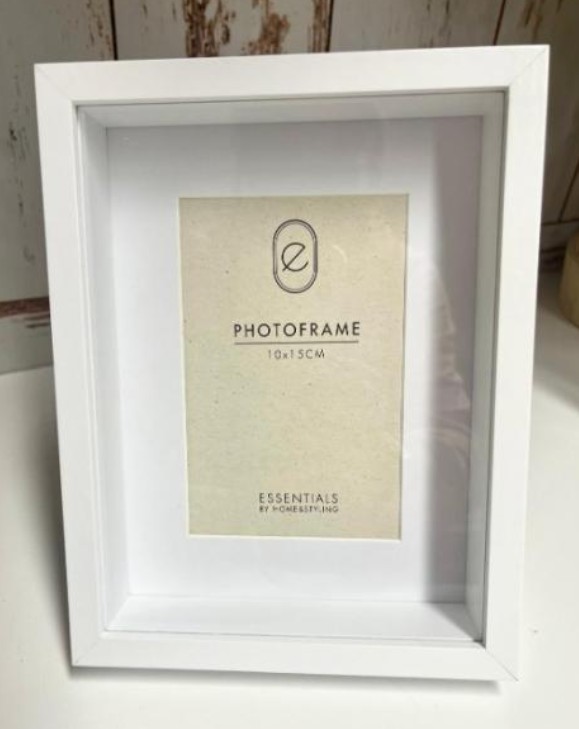 e
PHOTOFRAME
10x15CM
ESSENTIALS
BY HOME&STYLING